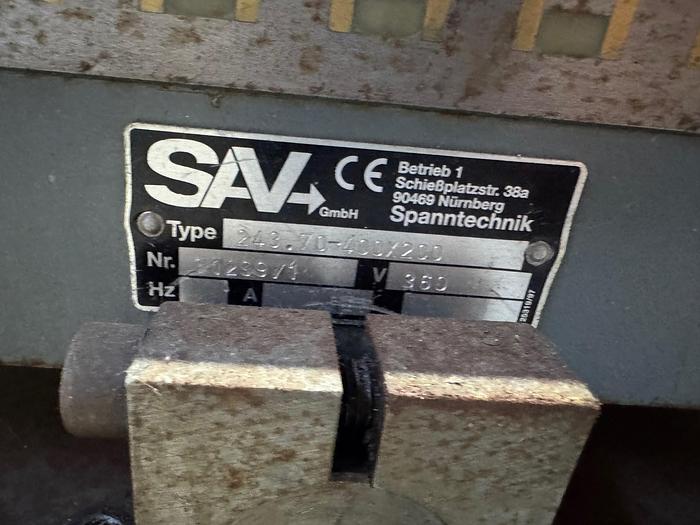 SAV GmbH
CE
Betrieb 1
Schießplatzstr. 38a
90469 Nürnberg
Spanntechnik
Type 243.70-400X200
Nr. V 360
Hz A